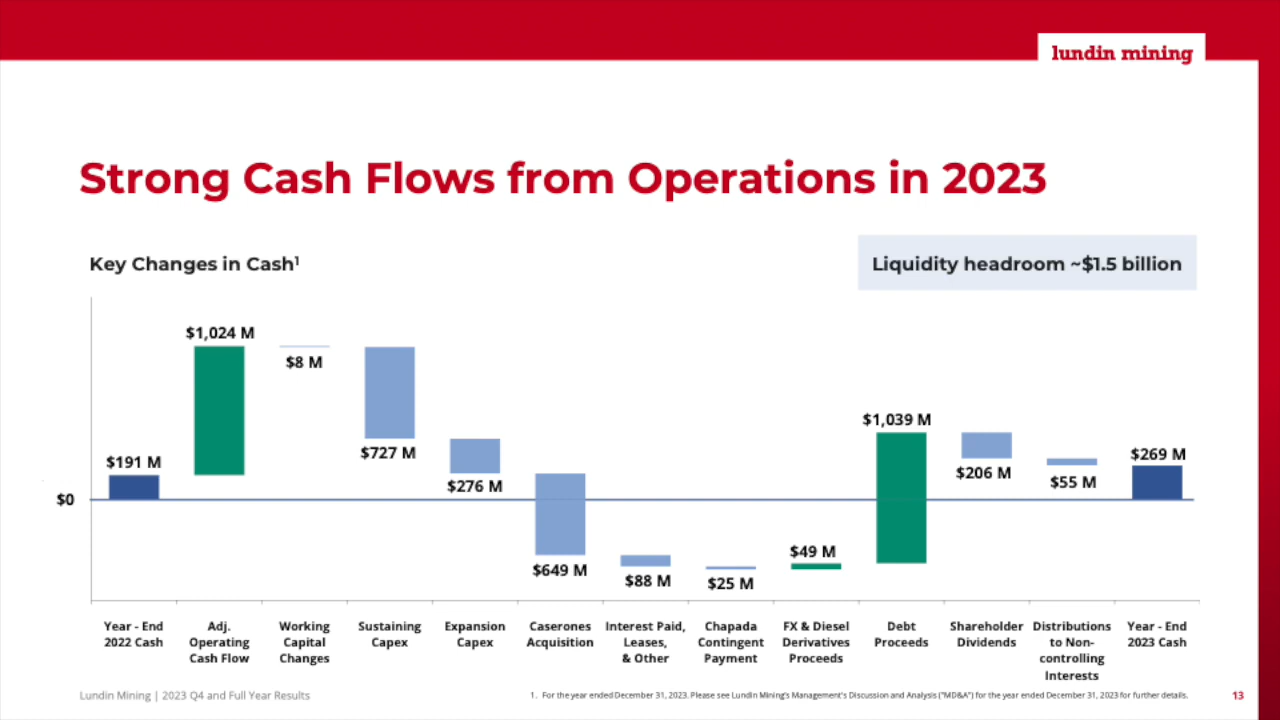 lundin mining
Strong Cash Flows from Operations in 2023
Key Changes in Cash¹
Liquidity headroom ~$1.5 billion
$1,024 M
$8 M
$1,039 M
$191 M
$727 M
$269 M
$206 M
$55 M
$276 M
$0
$649 M
$88 M
$25 M
$49 M
Year - End
2022 Cash
Adj.
Operating
Cash Flow
Working
Capital
Changes
Sustaining
Capex
Expansion
Capex
Caserones
Acquisition
Interest Paid,
Leases,
& Other
Chapada
Contingent
Payment
FX & Diesel
Derivatives
Proceeds
Debt
Proceeds
Shareholder
Dividends
Distributions
to Non-
controlling
Interests
Year - End
2023 Cash
Lundin Mining | 2023 Q4 and Full Year Results
1. For the year ended December 31, 2023. Please see Lundin Mining's Management's Discussion and Analysis ("MD&A") for the year ended December 31, 2023 for further details.
13